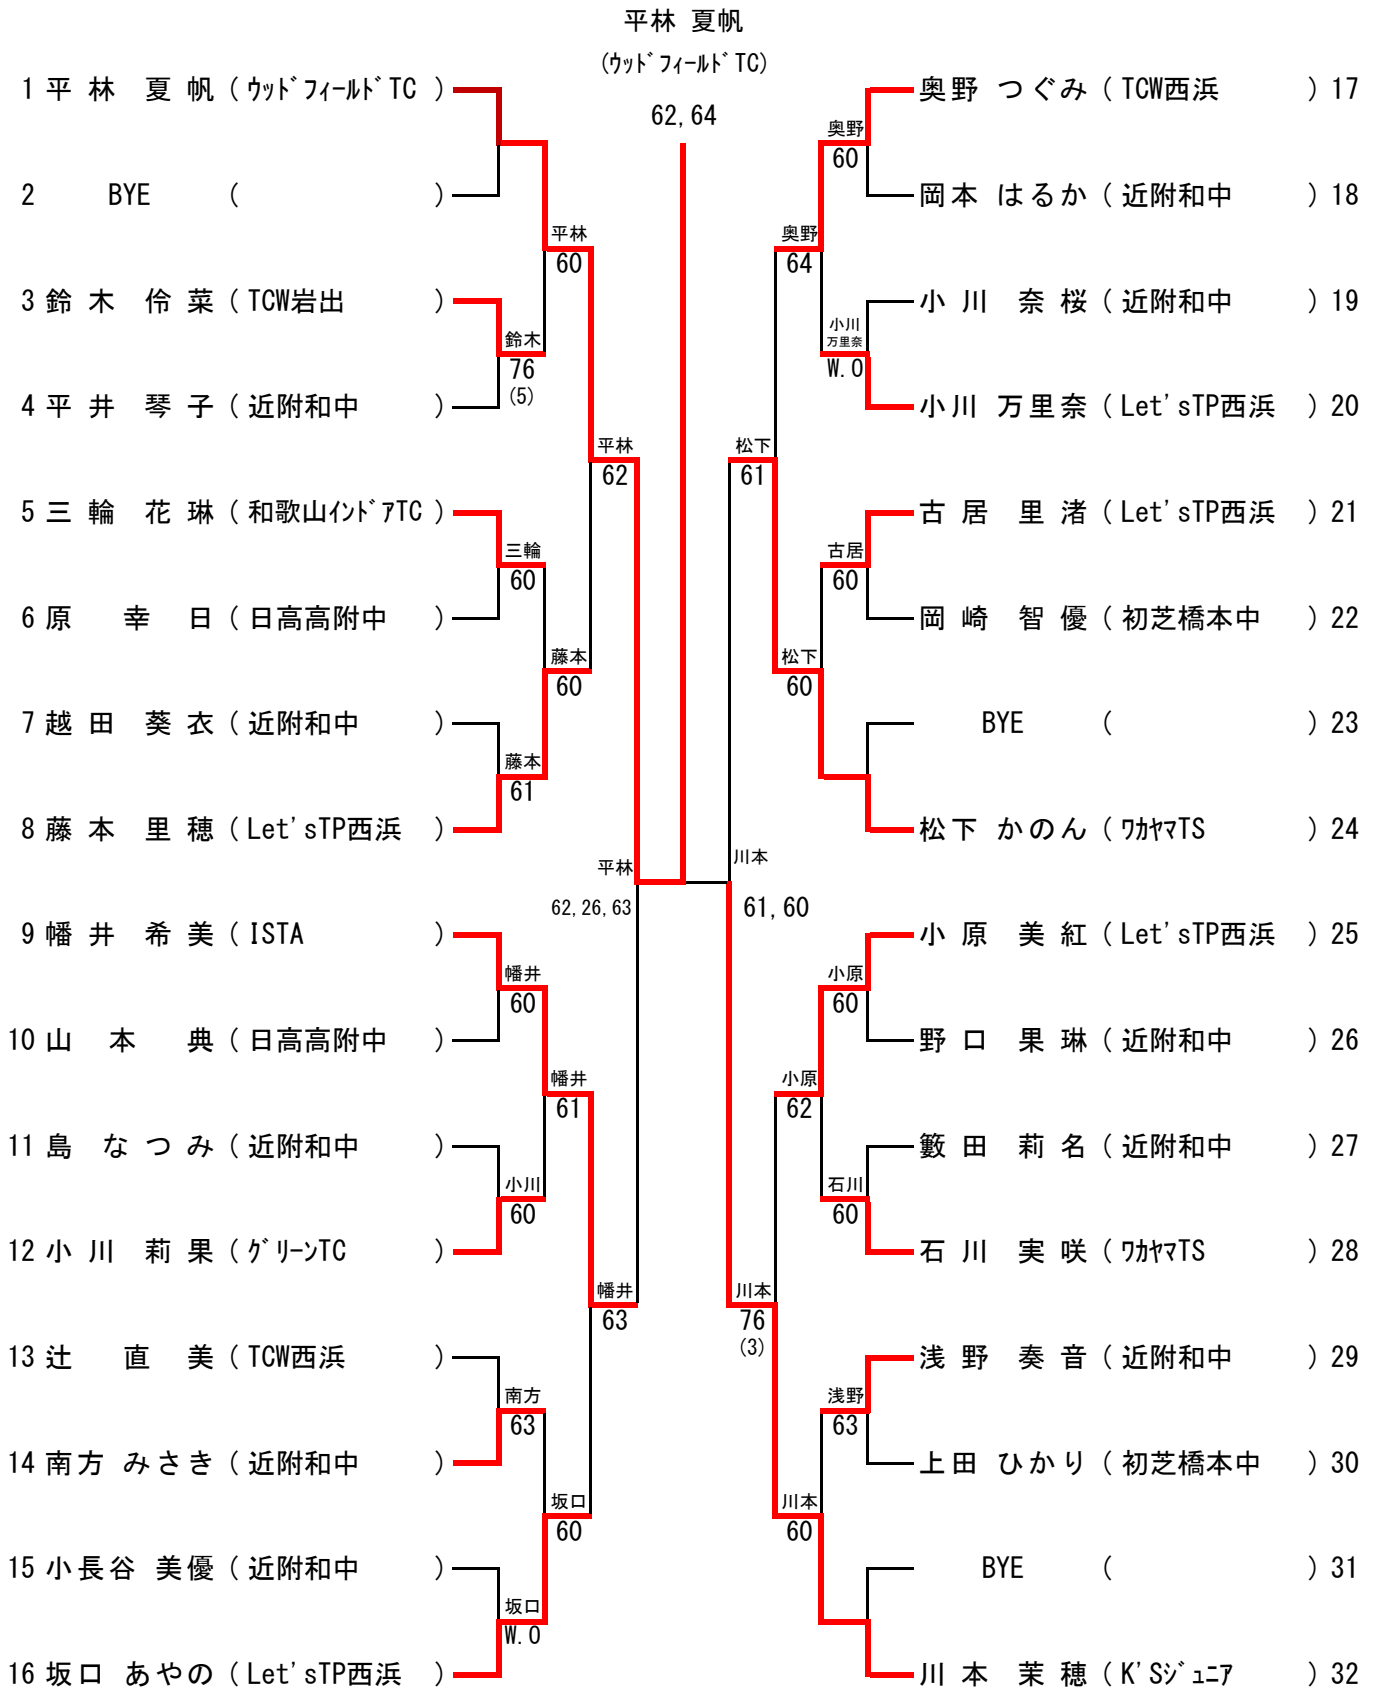 平林 夏帆
(ウッドフィールドTC)
62,64
1 平 林 夏 帆 ( ウッドフィールドTC )
2 BYE ( )
平林
60
3 鈴 木 伶 菜 ( TCW岩出 )
鈴木
76
(5)
4 平 井 琴 子 ( 近附和中 )
平林
62
5 三 輪 花 琳 ( 和歌山インドアTC )
三輪
60
6 原 幸 日 ( 日高高附中 )
藤本
60
7 越 田 葵 衣 ( 近附和中 )
藤本
61
8 藤 本 里 穂 ( Let'sTP西浜 )
平林
62,26,63
9 幡 井 希 美 ( ISTA )
幡井
60
10 山 本 典 ( 日高高附中 )
幡井
61
11 島 なつみ ( 近附和中 )
小川
60
12 小 川 莉 果 ( グリーンTC )
幡井
63
13 辻 直 美 ( TCW西浜 )
南方
63
14 南方 みさき ( 近附和中 )
坂口
60
15 小長谷 美優 ( 近附和中 )
坂口
W.O
16 坂口 あやの ( Let'sTP西浜 )
奥野 つぐみ ( TCW西浜 ) 17
奥野
60
岡本 はるか ( 近附和中 ) 18
奥野
64
小 川 奈 桜 ( 近附和中 ) 19
小川
万里奈
W.O
小川 万里奈 ( Let'sTP西浜 ) 20
松下
61
古 居 里 渚 ( Let'sTP西浜 ) 21
古居
60
岡 崎 智 優 ( 初芝橋本中 ) 22
松下
60
BYE ( ) 23
松下 かのん ( ワカヤマTS ) 24
川本
61,60
小 原 美 紅 ( Let'sTP西浜 ) 25
小原
60
野 口 果 琳 ( 近附和中 ) 26
小原
62
籔 田 莉 名 ( 近附和中 ) 27
石川
60
石 川 実 咲 ( ワカヤマTS ) 28
川本
76
(3)
浅 野 奏 音 ( 近附和中 ) 29
浅野
63
上田 ひかり ( 初芝橋本中 ) 30
川本
60
BYE ( ) 31
川 本 茉 穂 ( K'Sジュニア ) 32